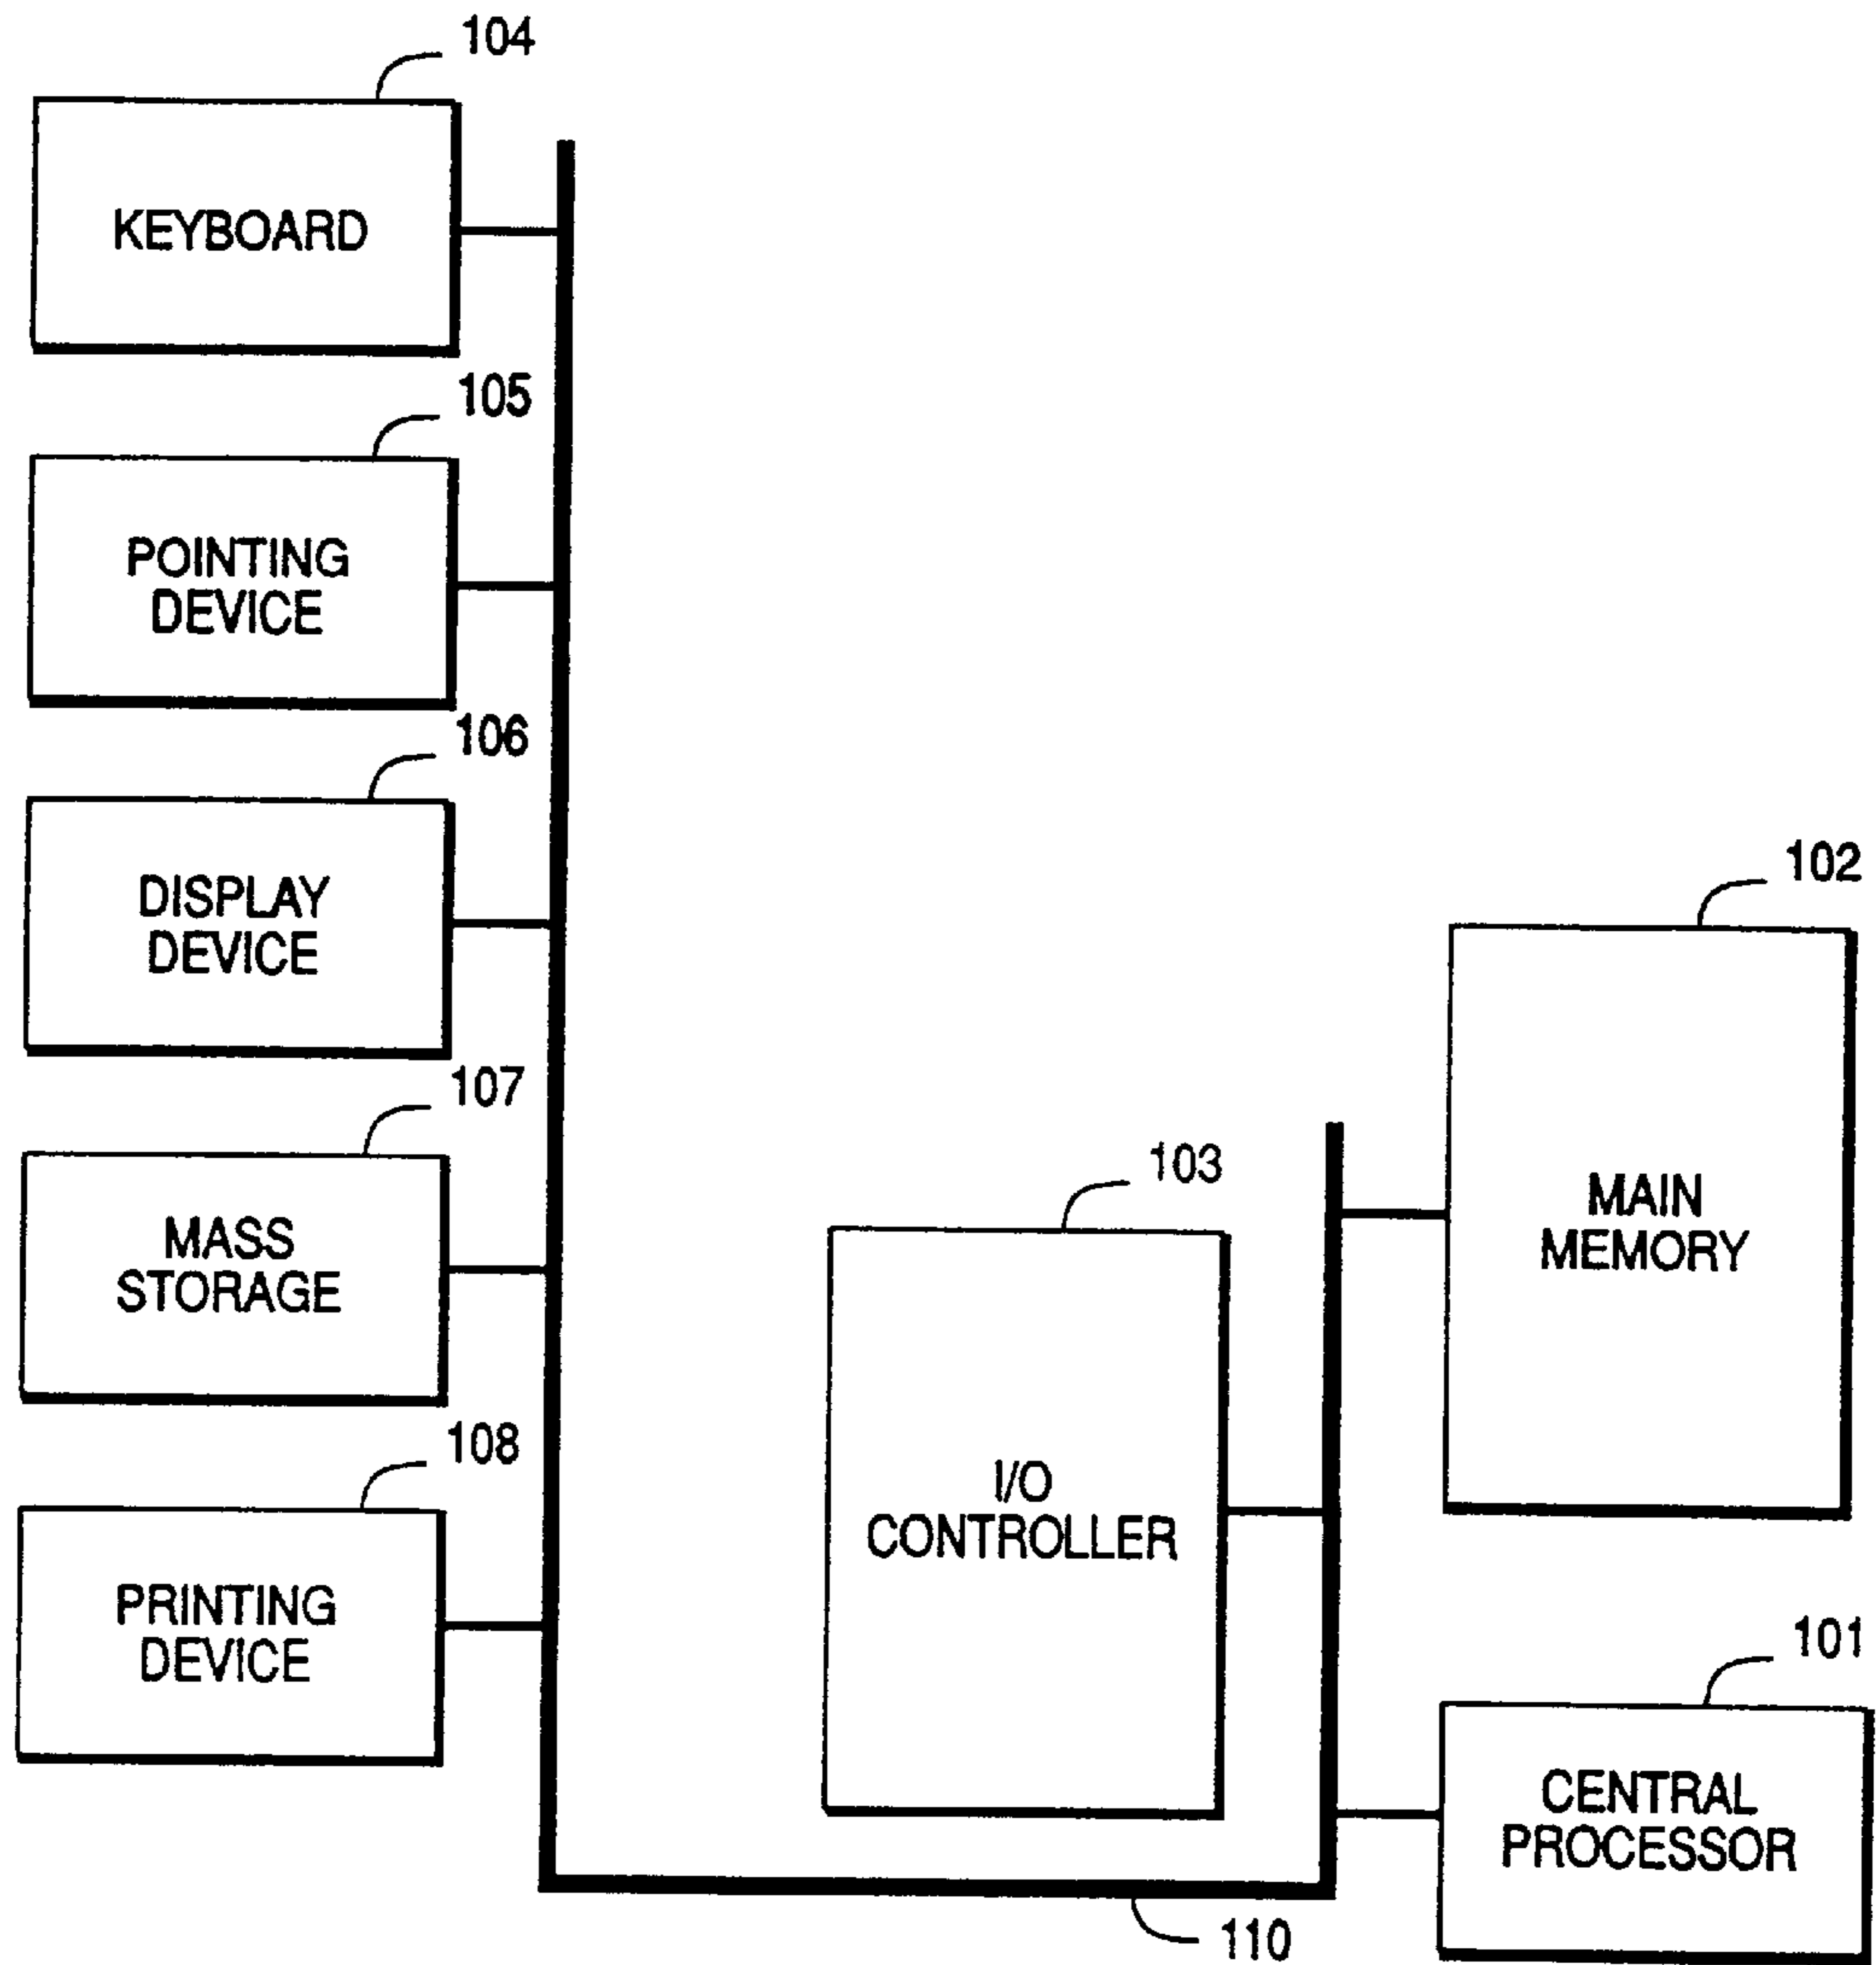 104
KEYBOARD
105
POINTING
DEVICE
106
DISPLAY
DEVICE
107
MASS
STORAGE
108
PRINTING
DEVICE
103
I/O
CONTROLLER
102
MAIN
MEMORY
101
CENTRAL
PROCESSOR
110